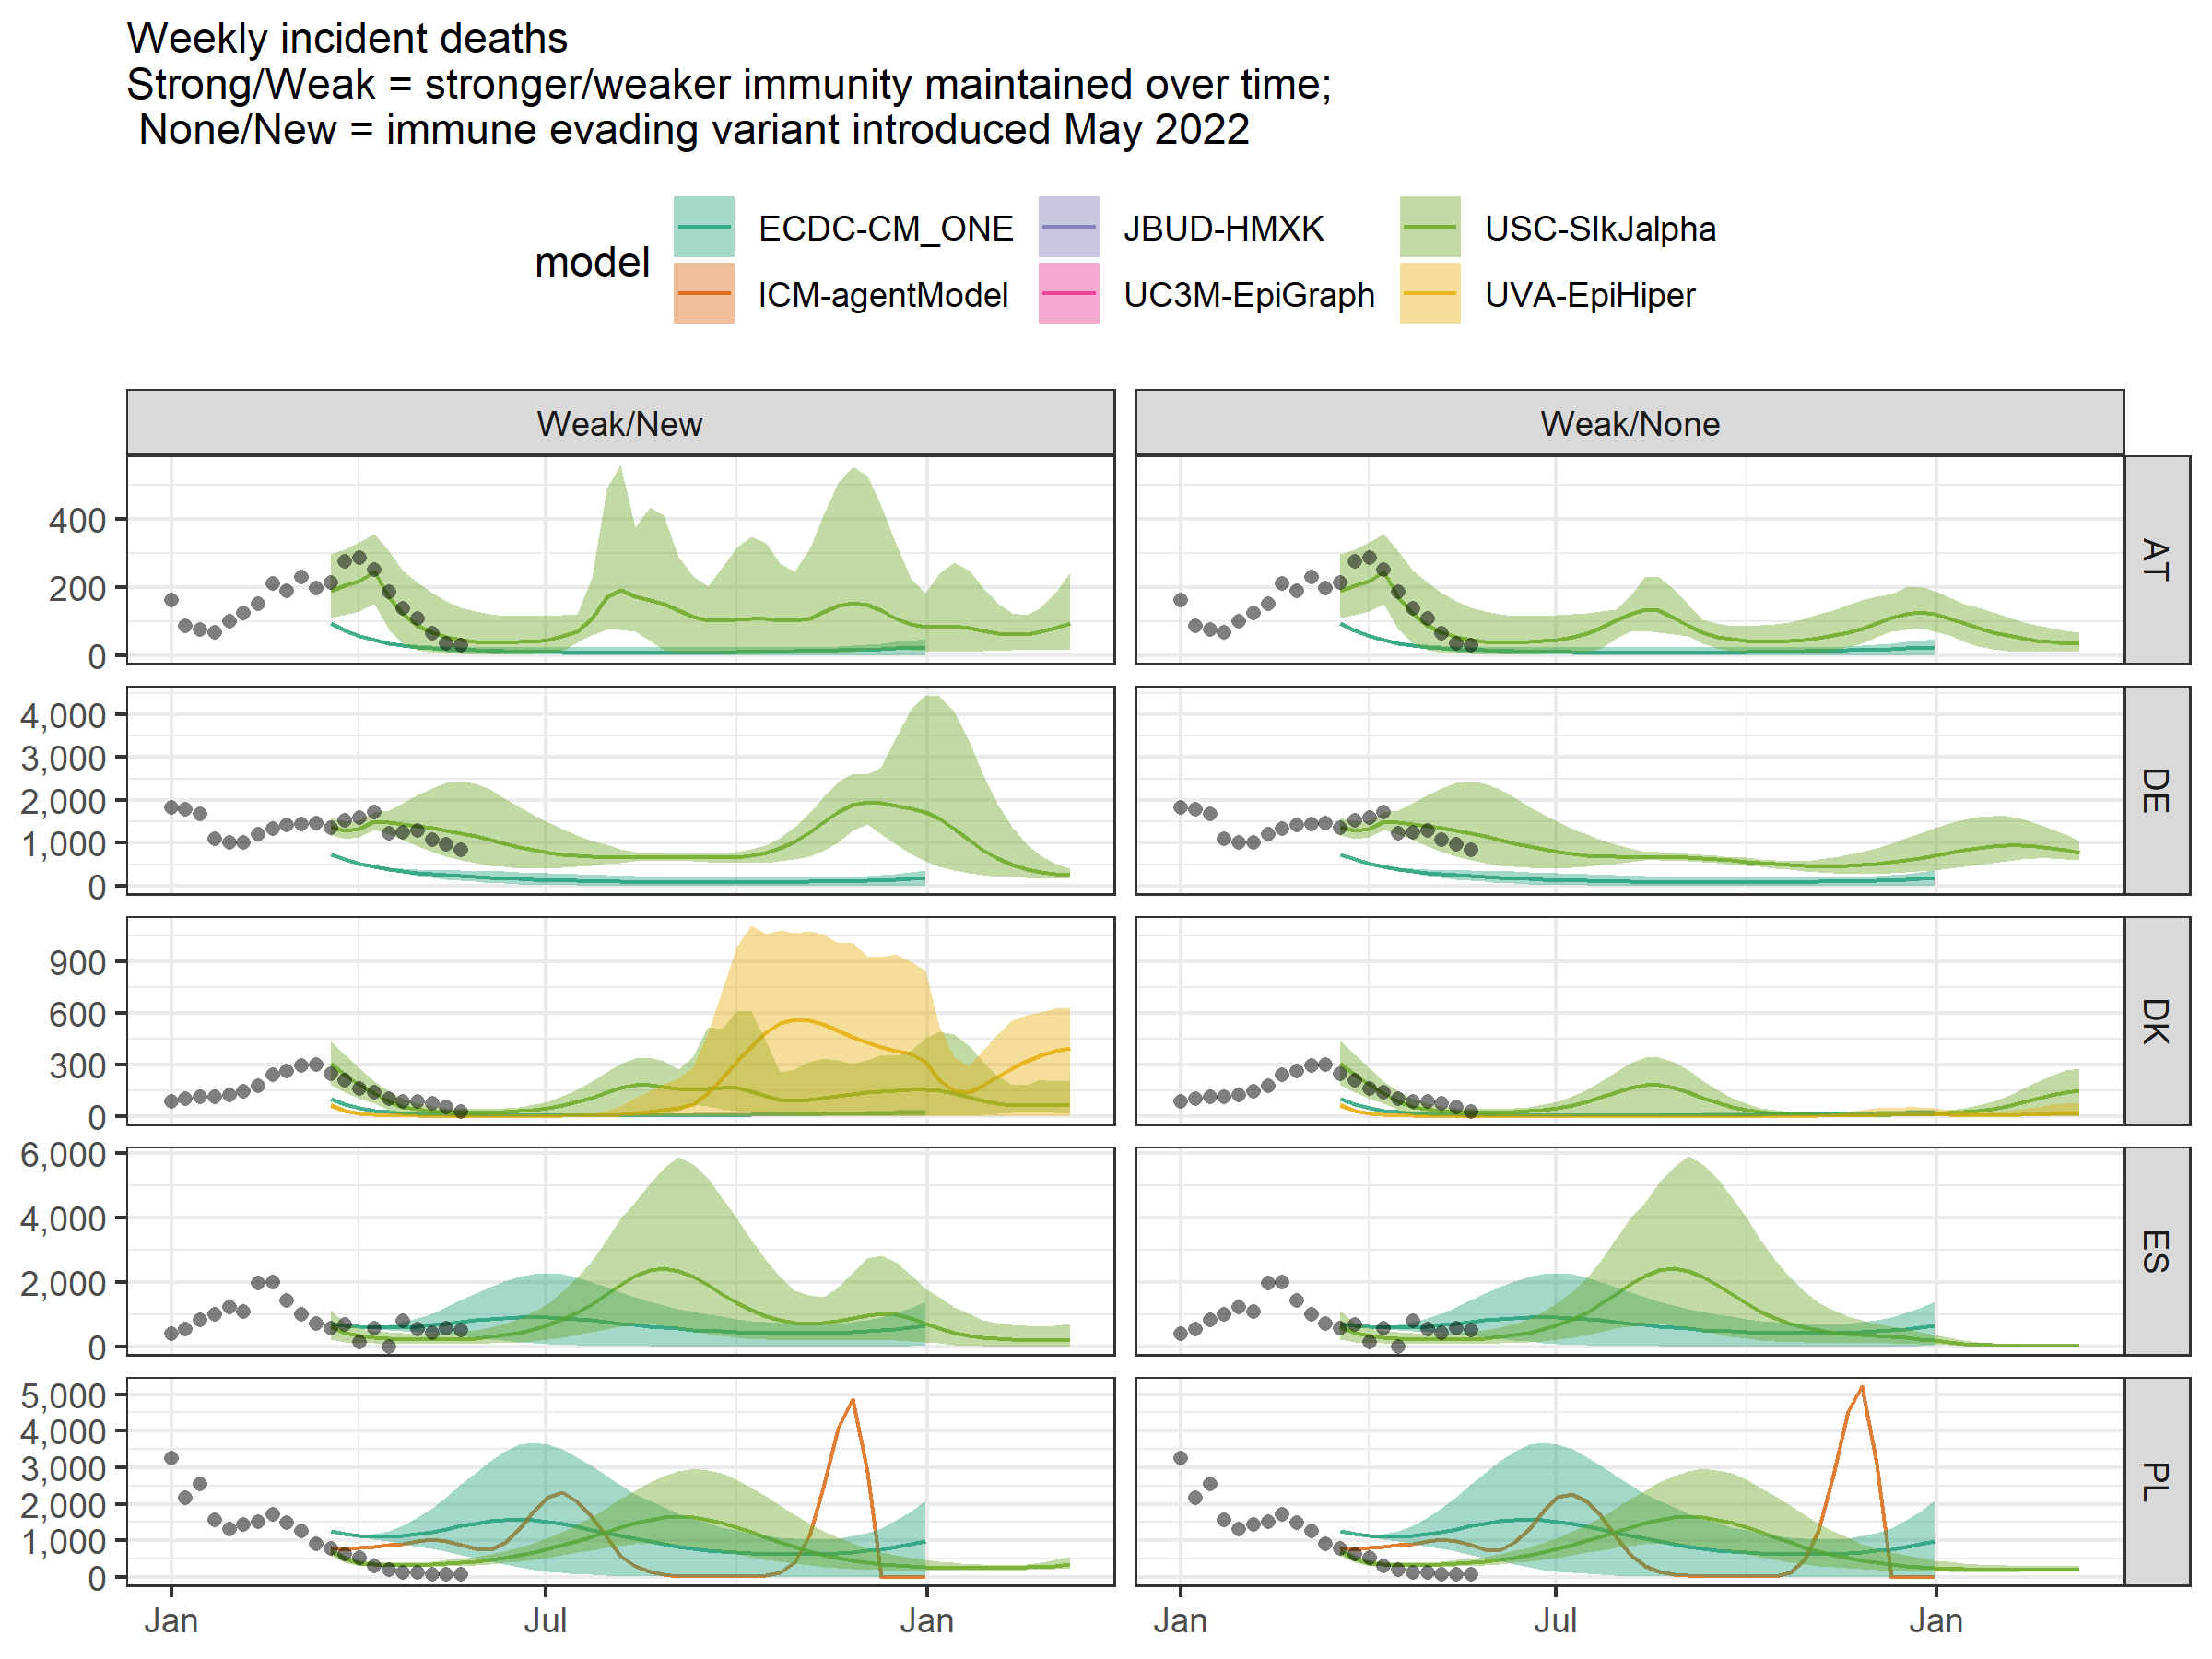 Weekly incident deaths
Strong/Weak = stronger/weaker immunity maintained over time;
None/New = immune evading variant introduced May 2022
model
ECDC-CM_ONE
JBUD-HMXK
USC-SIkJalpha
ICM-agentModel
UC3M-EpiGraph
UVA-EpiHiper
Weak/New
Weak/None
400
200
0
AT
4,000
3,000
2,000
1,000
0
DE
900
600
300
0
DK
6,000
4,000
2,000
0
ES
5,000
4,000
3,000
2,000
1,000
0
PL
Jan
Jul
Jan
Jan
Jul
Jan